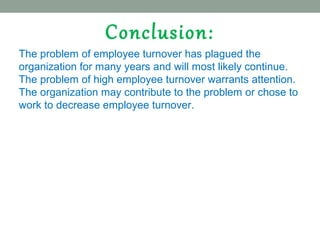 Conclusion:
The problem of employee turnover has plagued the
organization for many years and will most likely continue.
The problem of high employee turnover warrants attention.
The organization may contribute to the problem or chose to
work to decrease employee turnover.